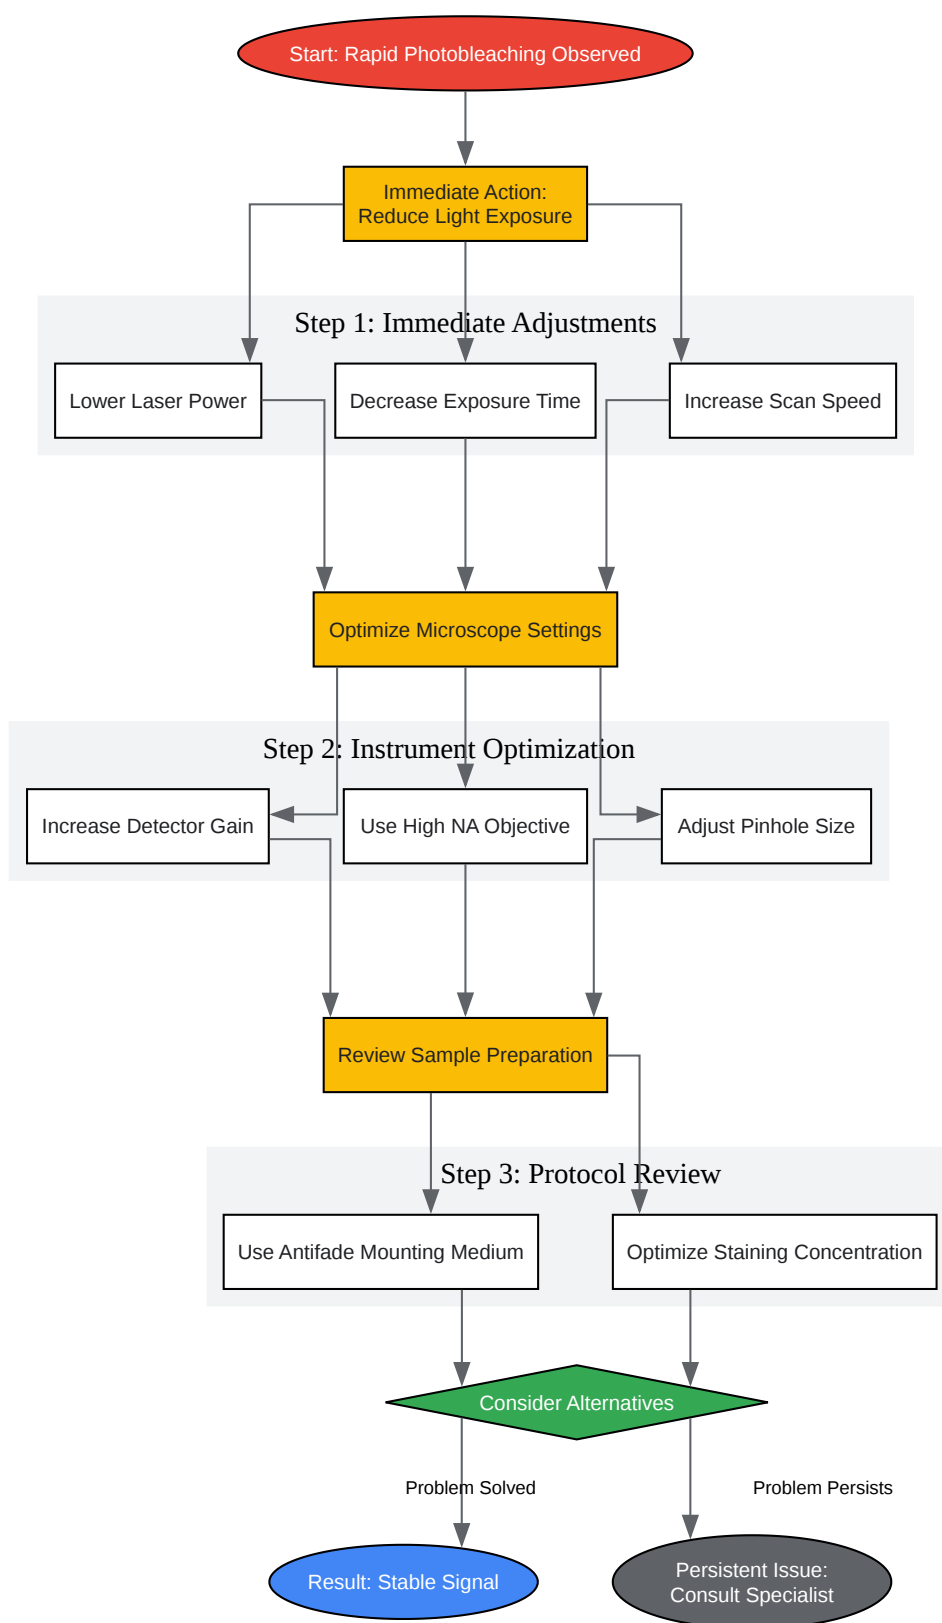 Start: Rapid Photobleaching Observed
Immediate Action:
Reduce Light Exposure
Step 1: Immediate Adjustments
Lower Laser Power
Decrease Exposure Time
Increase Scan Speed
Optimize Microscope Settings
Step 2: Instrument Optimization
Increase Detector Gain
Use High NA Objective
Adjust Pinhole Size
Review Sample Preparation
Step 3: Protocol Review
Use Antifade Mounting Medium
Optimize Staining Concentration
Consider Alternatives
Problem Solved
Problem Persists
Result: Stable Signal
Persistent Issue:
Consult Specialist